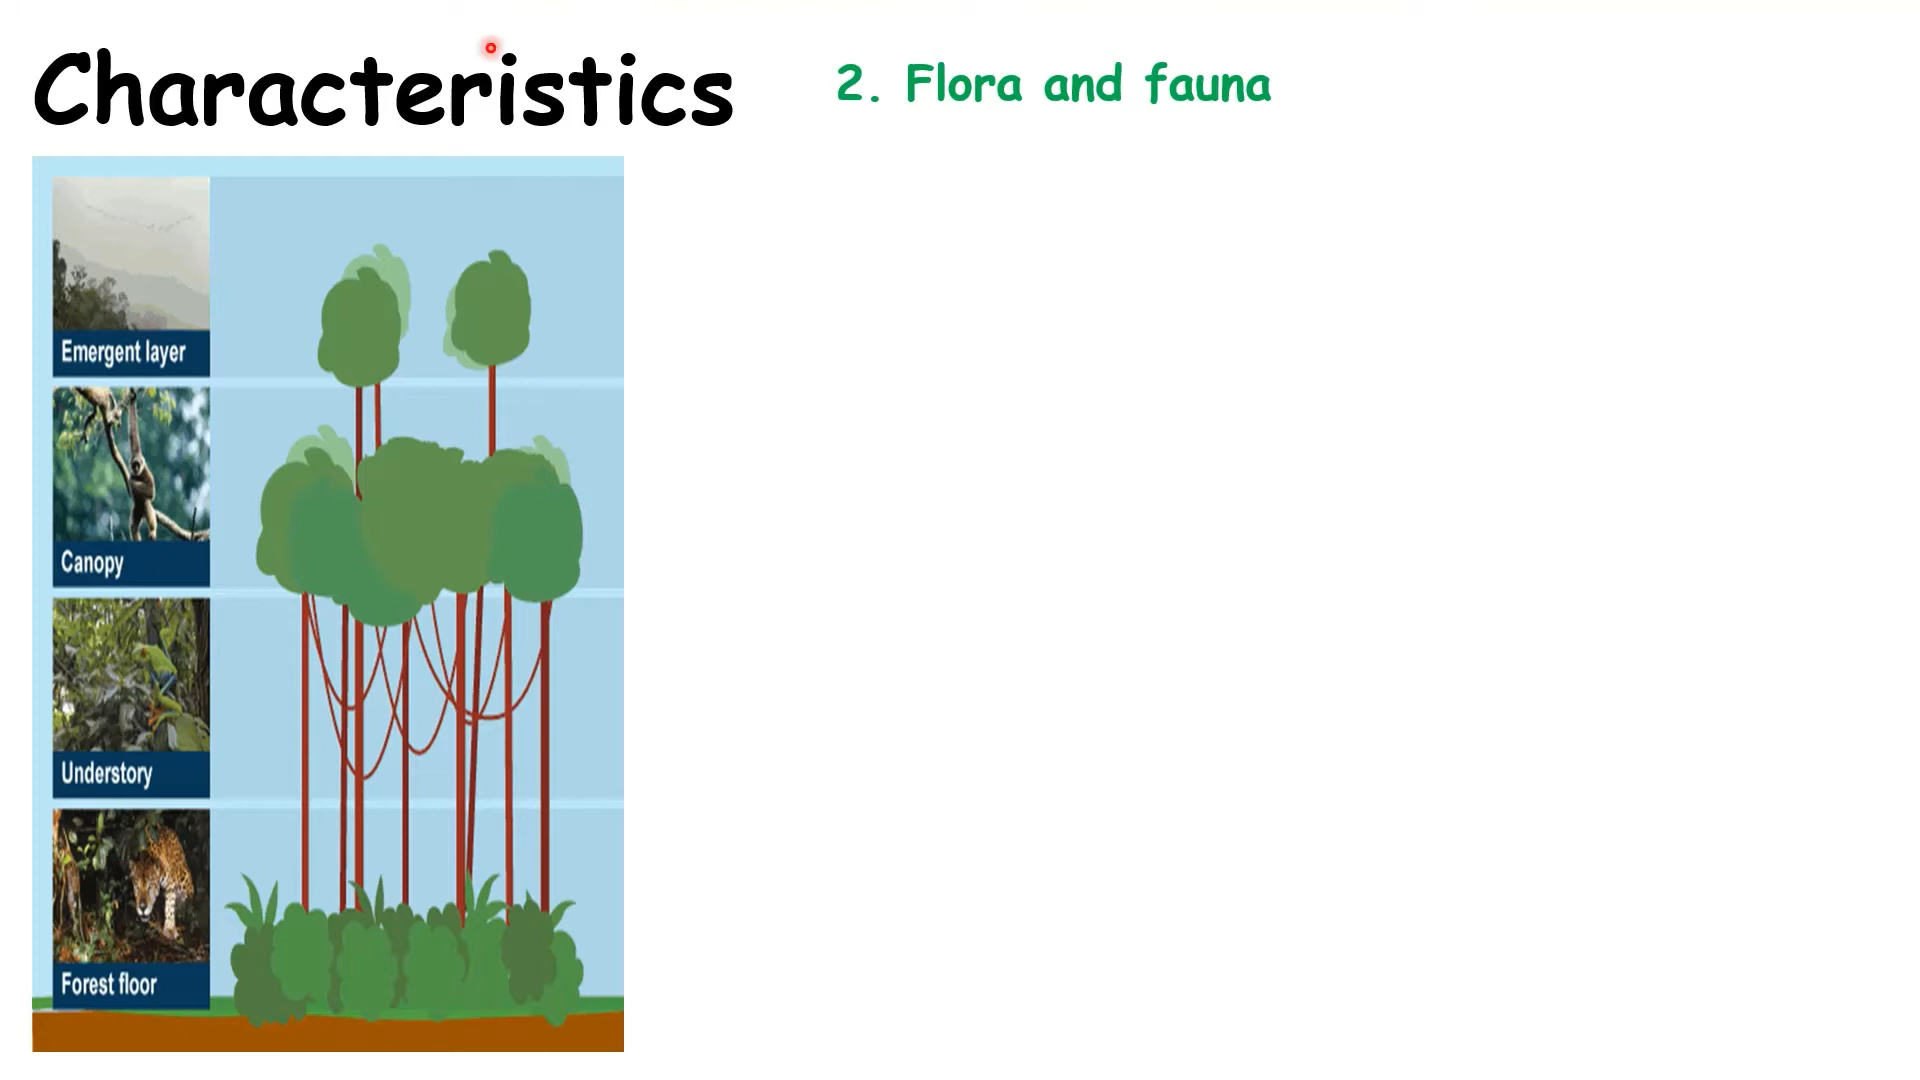 Characteristics
2. Flora and fauna
Emergent layer
Canopy
Understory
Forest floor